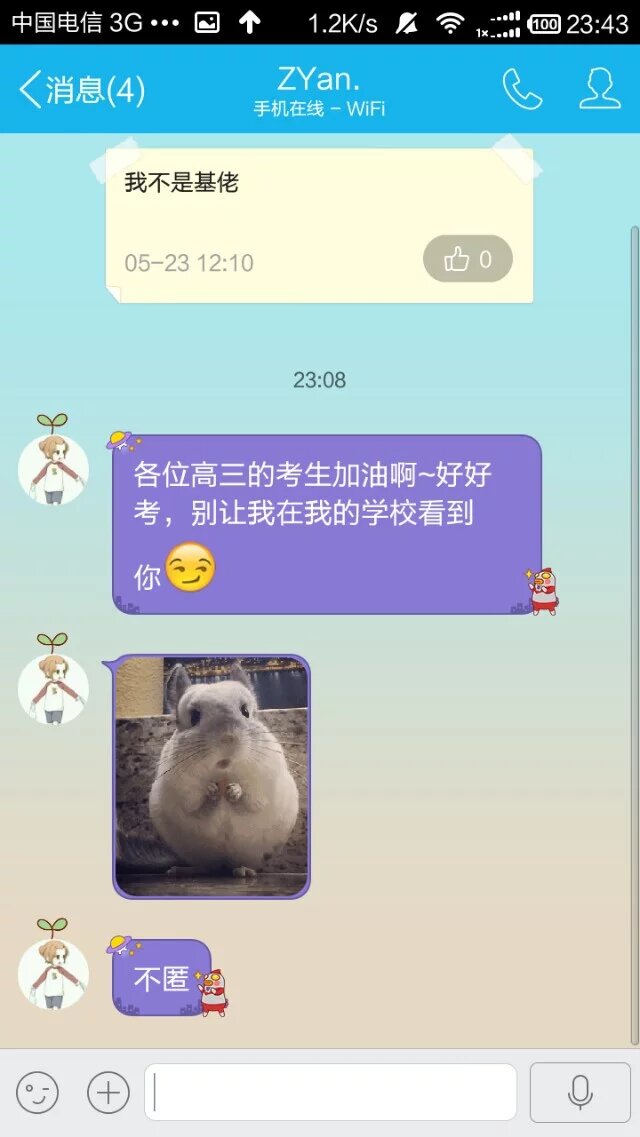 中国电信 3G 1.2K/s 1x 100 23:43
消息(4)
ZYan.
手机在线 - WiFi
我不是基佬
05-23 12:10
0
23:08
各位高三的考生加油啊~好好
考，别让我在我的学校看到
你
不匿